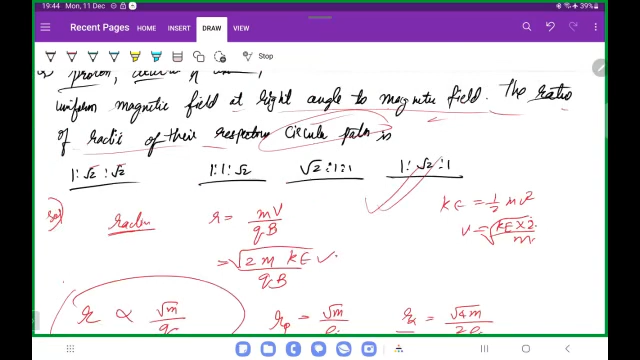 19:44 Mon, 11 Dec 39%
Recent Pages HOME INSERT DRAW VIEW
Stop
proton,
uniform magnetic field at right angle to magnetic field. The ratio
of radii of their respectory circular paths is
1:√2:√2 1:1:√2 √2:1:1 1:√2:1
KE = 1/2 mv²
sol) radius r = mV/qB
v = √(KE×2/m)
= √(2m KE)/qB
r ∝ √m/q
rp = √m/ rα = √4m/2